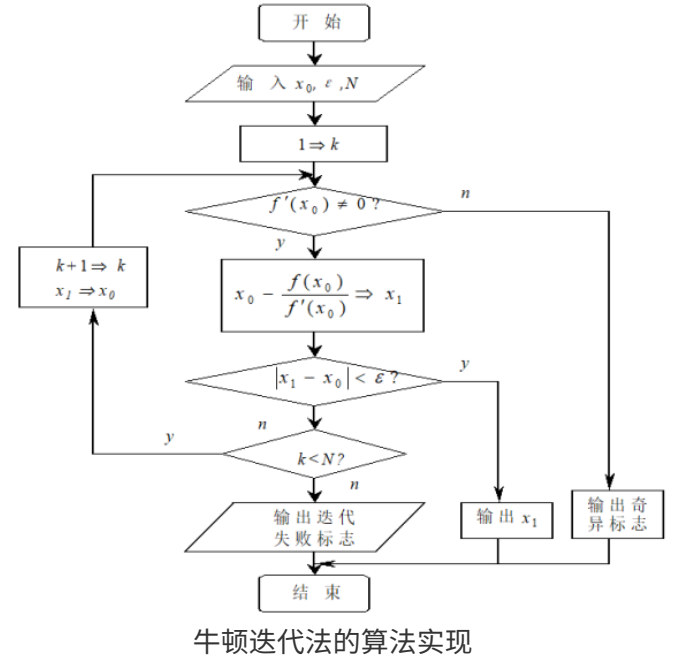 开 始
输 入 x₀, ε ,N
1⇒k
f′(x₀) ≠ 0 ?
n
y
k+1⇒ k
x₁ ⇒x₀
x₀ − f(x₀)/f′(x₀) ⇒ x₁
|x₁ − x₀| < ε ?
y
n
y
k<N?
n
输出迭代
失败标志
输出 x₁
输出奇
异标志
结 束
牛顿迭代法的算法实现